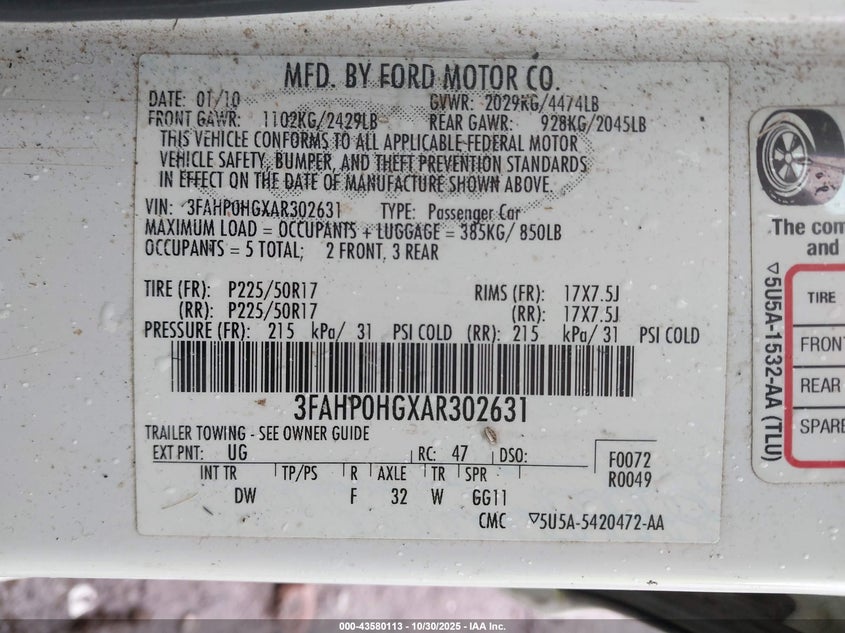 MFD. BY FORD MOTOR CO.
DATE: 01/10 GVWR: 2029KG/4474LB
FRONT GAWR: 1102KG/2429LB REAR GAWR: 928KG/2045LB
THIS VEHICLE CONFORMS TO ALL APPLICABLE FEDERAL MOTOR
VEHICLE SAFETY, BUMPER, AND THEFT PREVENTION STANDARDS
IN EFFECT ON THE DATE OF MANUFACTURE SHOWN ABOVE.
VIN: 3FAHP0HGXAR302631 TYPE: Passenger Car
MAXIMUM LOAD = OCCUPANTS + LUGGAGE = 385KG/ 850LB
OCCUPANTS = 5 TOTAL; 2 FRONT, 3 REAR
TIRE (FR): P225/50R17 RIMS (FR): 17X7.5J
(RR): P225/50R17 (RR): 17X7.5J
PRESSURE (FR): 215 kPa/ 31 PSI COLD (RR): 215 kPa/ 31 PSI COLD
3FAHP0HGXAR302631
TRAILER TOWING - SEE OWNER GUIDE
EXT PNT: UG RC: 47 DSO:
INT TR TP/PS R AXLE TR SPR
DW F 32 W GG11
F0072
R0049
CMC ▽5U5A-5420472-AA
The com
and
▽5U5A-1532-AA (TLU)
TIRE
FRONT
REAR
SPARE
000-43580113 - 10/30/2025 - IAA Inc.